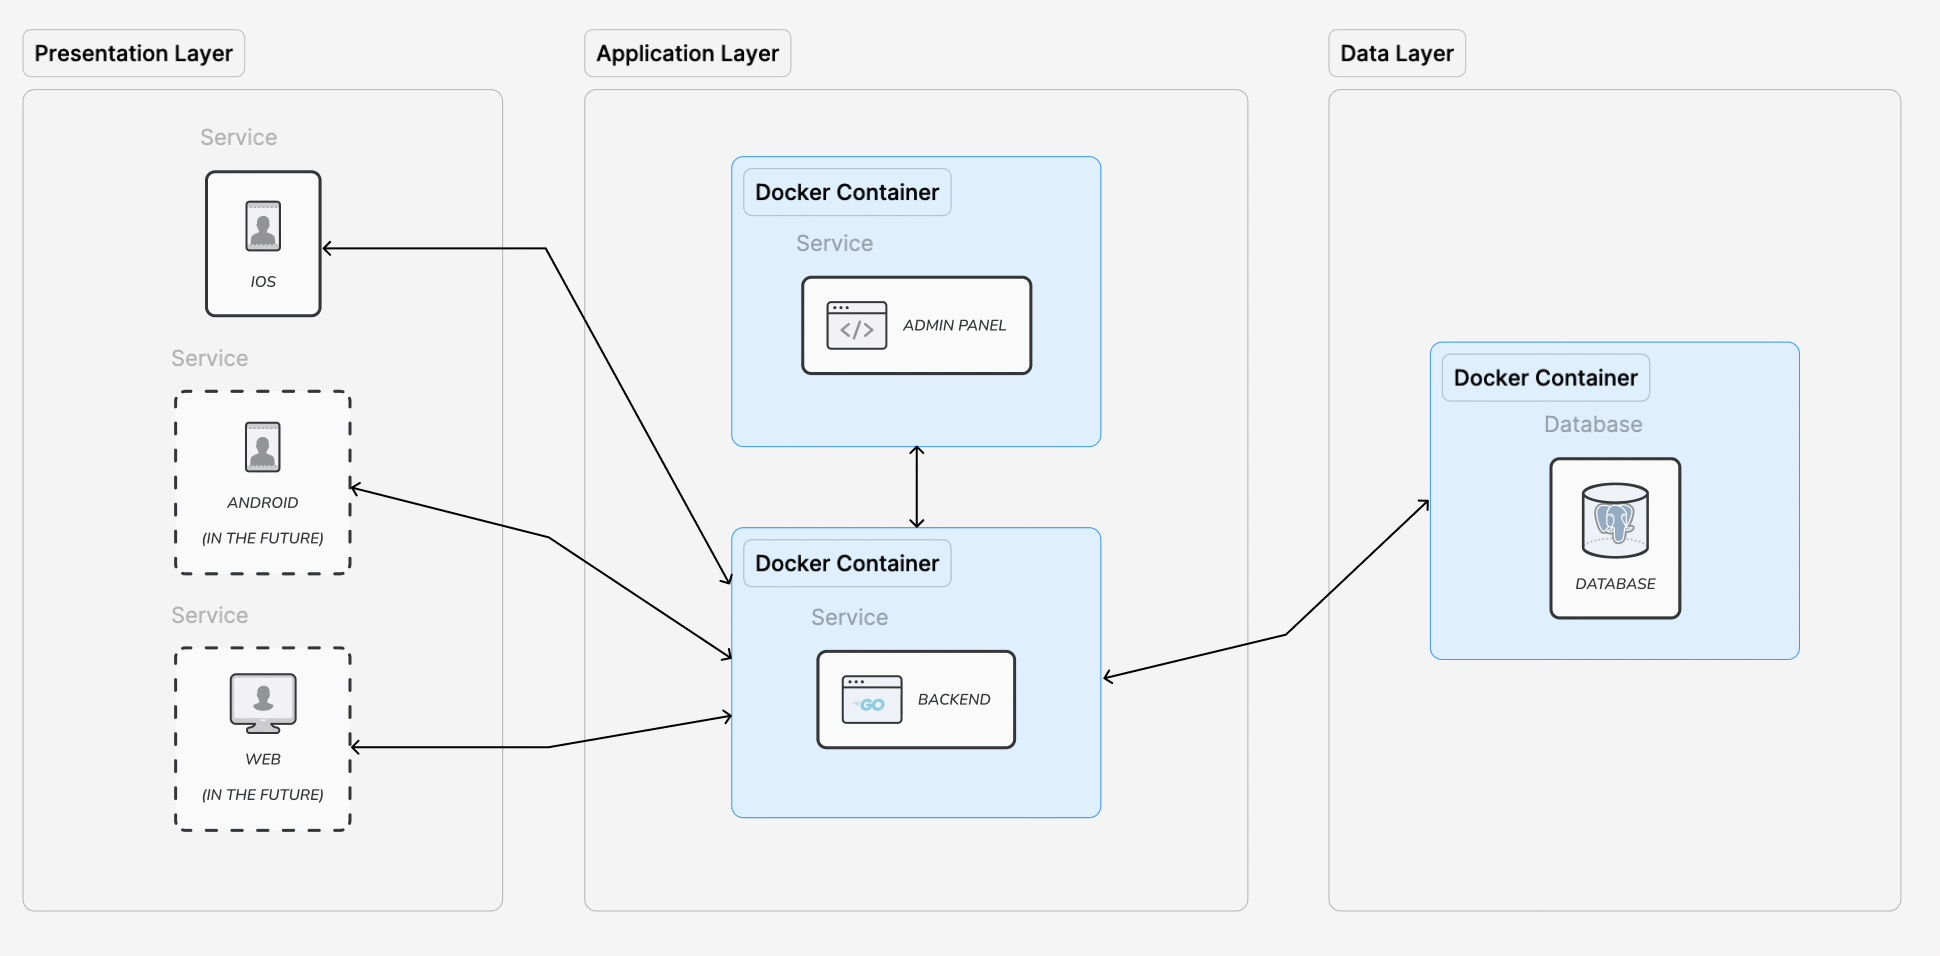 Presentation Layer
Service
IOS
Service
ANDROID
(IN THE FUTURE)
Service
WEB
(IN THE FUTURE)
Application Layer
Docker Container
Service
</>
ADMIN PANEL
Docker Container
Service
GO
BACKEND
Data Layer
Docker Container
Database
DATABASE